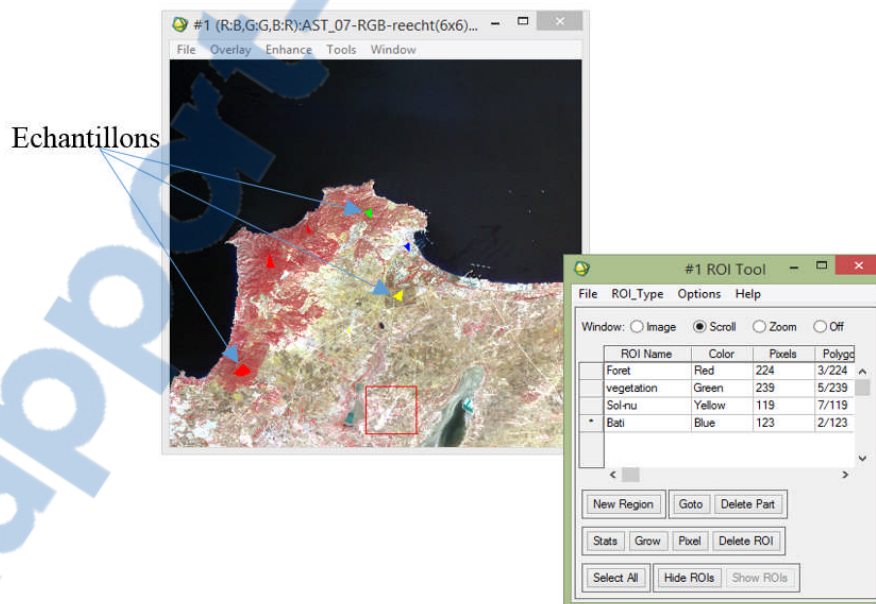 #1 (R:B,G:G,B:R):AST_07-RGB-reecht(6x6)...
File Overlay Enhance Tools Window
Echantillons
#1 ROI Tool
File ROI_Type Options Help
Window: Image Scroll Zoom Off
ROI Name Color Pixels Polygo
Foret Red 224 3/224
vegetation Green 239 5/239
Sol-nu Yellow 119 7/119
* Bati Blue 123 2/123
New Region Goto Delete Part
Stats Grow Pixel Delete ROI
Select All Hide ROIs Show ROIs